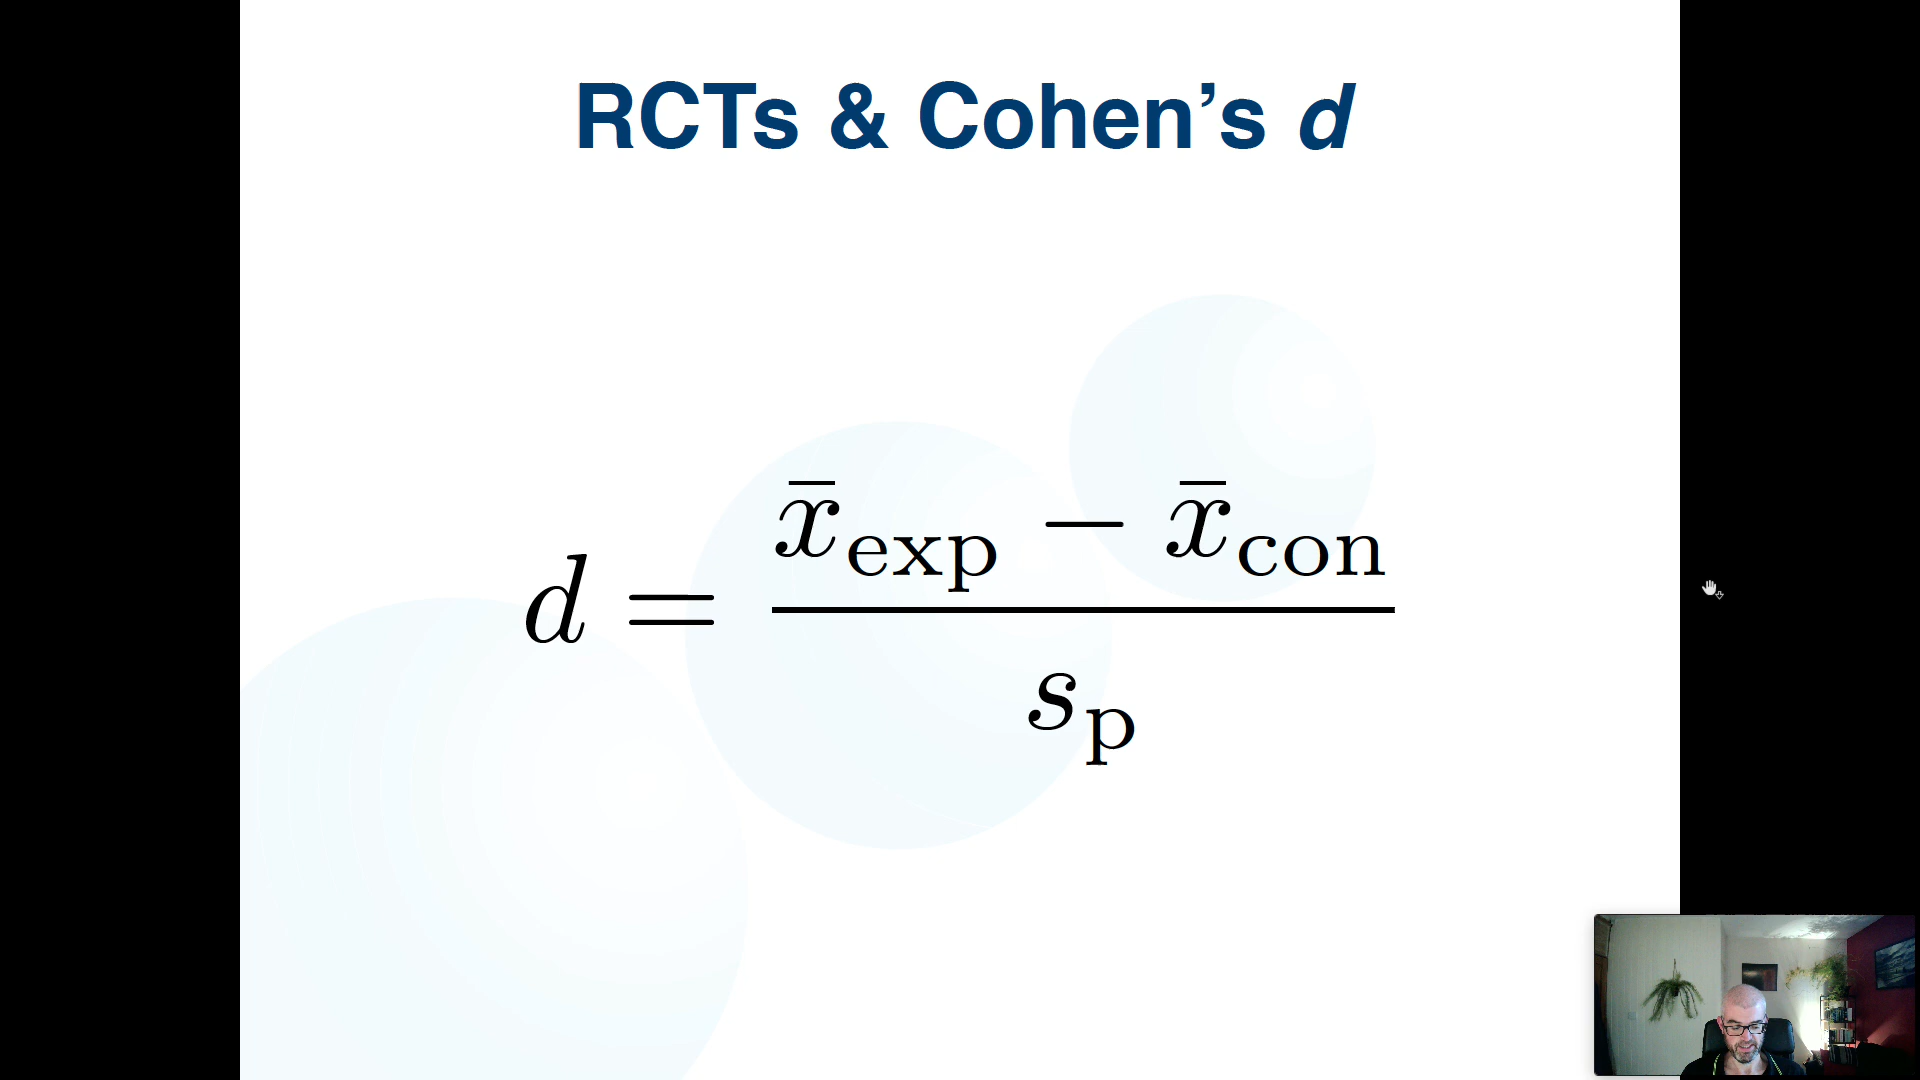 RCTs & Cohen’s d
d = x̄exp − x̄con
sp